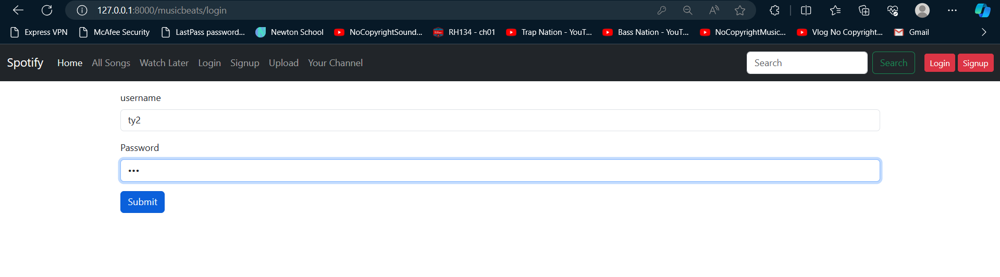 127.0.0.1:8000/musicbeats/login
Express VPN McAfee Security LastPass password... Newton School NoCopyrightSound... RH134 - ch01 Trap Nation - YouT... Bass Nation - YouT... NoCopyrightMusic... Vlog No Copyright... Gmail
Spotify Home All Songs Watch Later Login Signup Upload Your Channel Search Search Login Signup
username
ty2
Password
•••
Submit